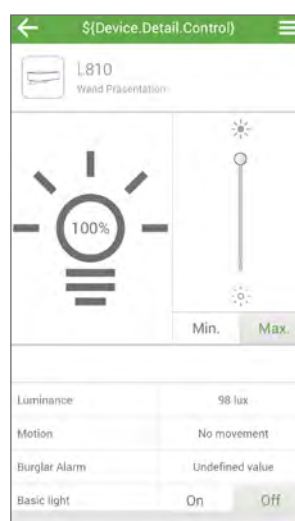 ${Device.Detail.Control}
L810
Wand Präsentation
100%
Min. Max.
Luminance 98 lux
Motion No movement
Burglar Alarm Undefined value
Basic light On Off